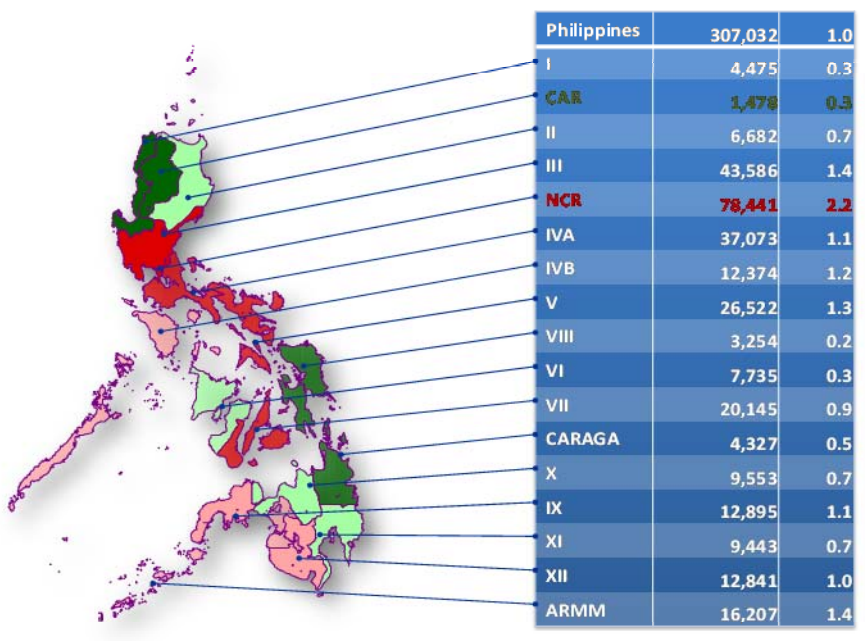 Philippines 307,032 1.0
I 4,475 0.3
CAR 1,478 0.3
II 6,682 0.7
III 43,586 1.4
NCR 78,441 2.2
IVA 37,073 1.1
IVB 12,374 1.2
V 26,522 1.3
VIII 3,254 0.2
VI 7,735 0.3
VII 20,145 0.9
CARAGA 4,327 0.5
X 9,553 0.7
IX 12,895 1.1
XI 9,443 0.7
XII 12,841 1.0
ARMM 16,207 1.4